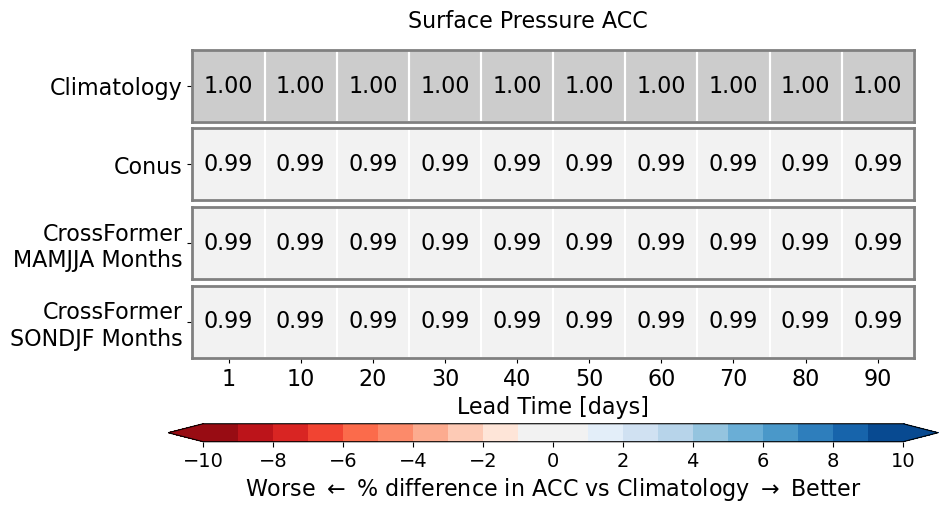 Surface Pressure ACC
Climatology 1.00 1.00 1.00 1.00 1.00 1.00 1.00 1.00 1.00 1.00
Conus 0.99 0.99 0.99 0.99 0.99 0.99 0.99 0.99 0.99 0.99
CrossFormer
MAMJJA Months 0.99 0.99 0.99 0.99 0.99 0.99 0.99 0.99 0.99 0.99
CrossFormer
SONDJF Months 0.99 0.99 0.99 0.99 0.99 0.99 0.99 0.99 0.99 0.99
1 10 20 30 40 50 60 70 80 90
Lead Time [days]
−10 −8 −6 −4 −2 0 2 4 6 8 10
Worse ← % difference in ACC vs Climatology → Better